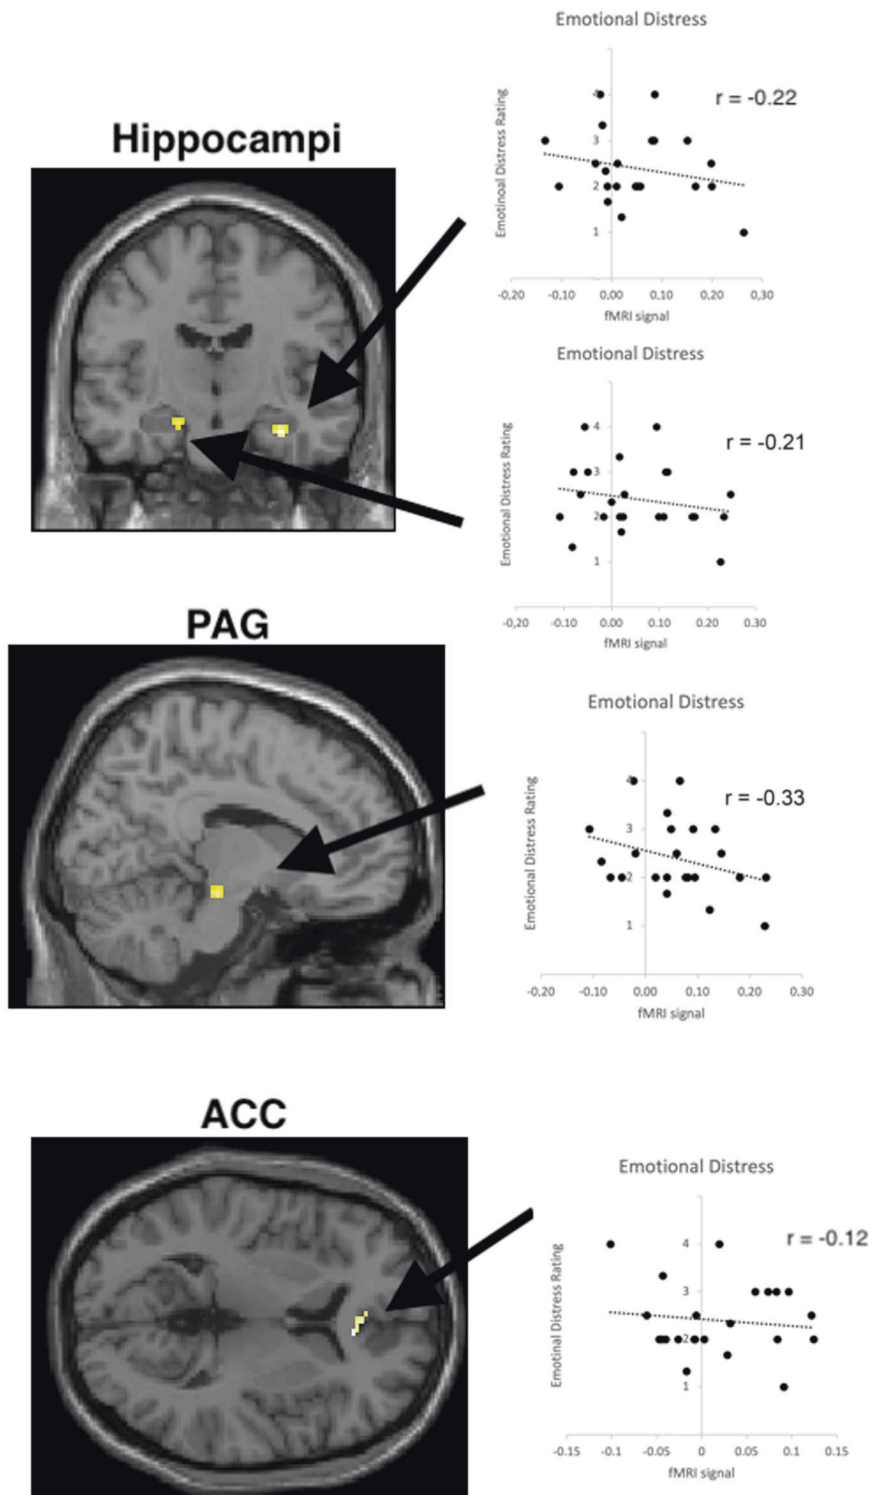 Hippocampi
Emotional Distress
r = -0.22
Emotinoal Distress Rating
4
3
2
1
-0,20 -0.10 0,00 0.10 0,20 0,30
fMRI signal
Emotional Distress
r = -0.21
Emotional Distress Rating
4
3
2
1
-0,20 -0.10 0.00 0.10 0.20 0.30
fMRI signal
PAG
Emotional Distress
r = -0.33
Emotional Distress Rating
4
3
2
1
-0.20 -0.10 0.00 0.10 0.20 0.30
fMRI signal
ACC
Emotional Distress
r = -0.12
Emotinal Distress Rating
4
3
2
1
-0.15 -0.1 -0.05 0 0.05 0.1 0.15
fMRI signal